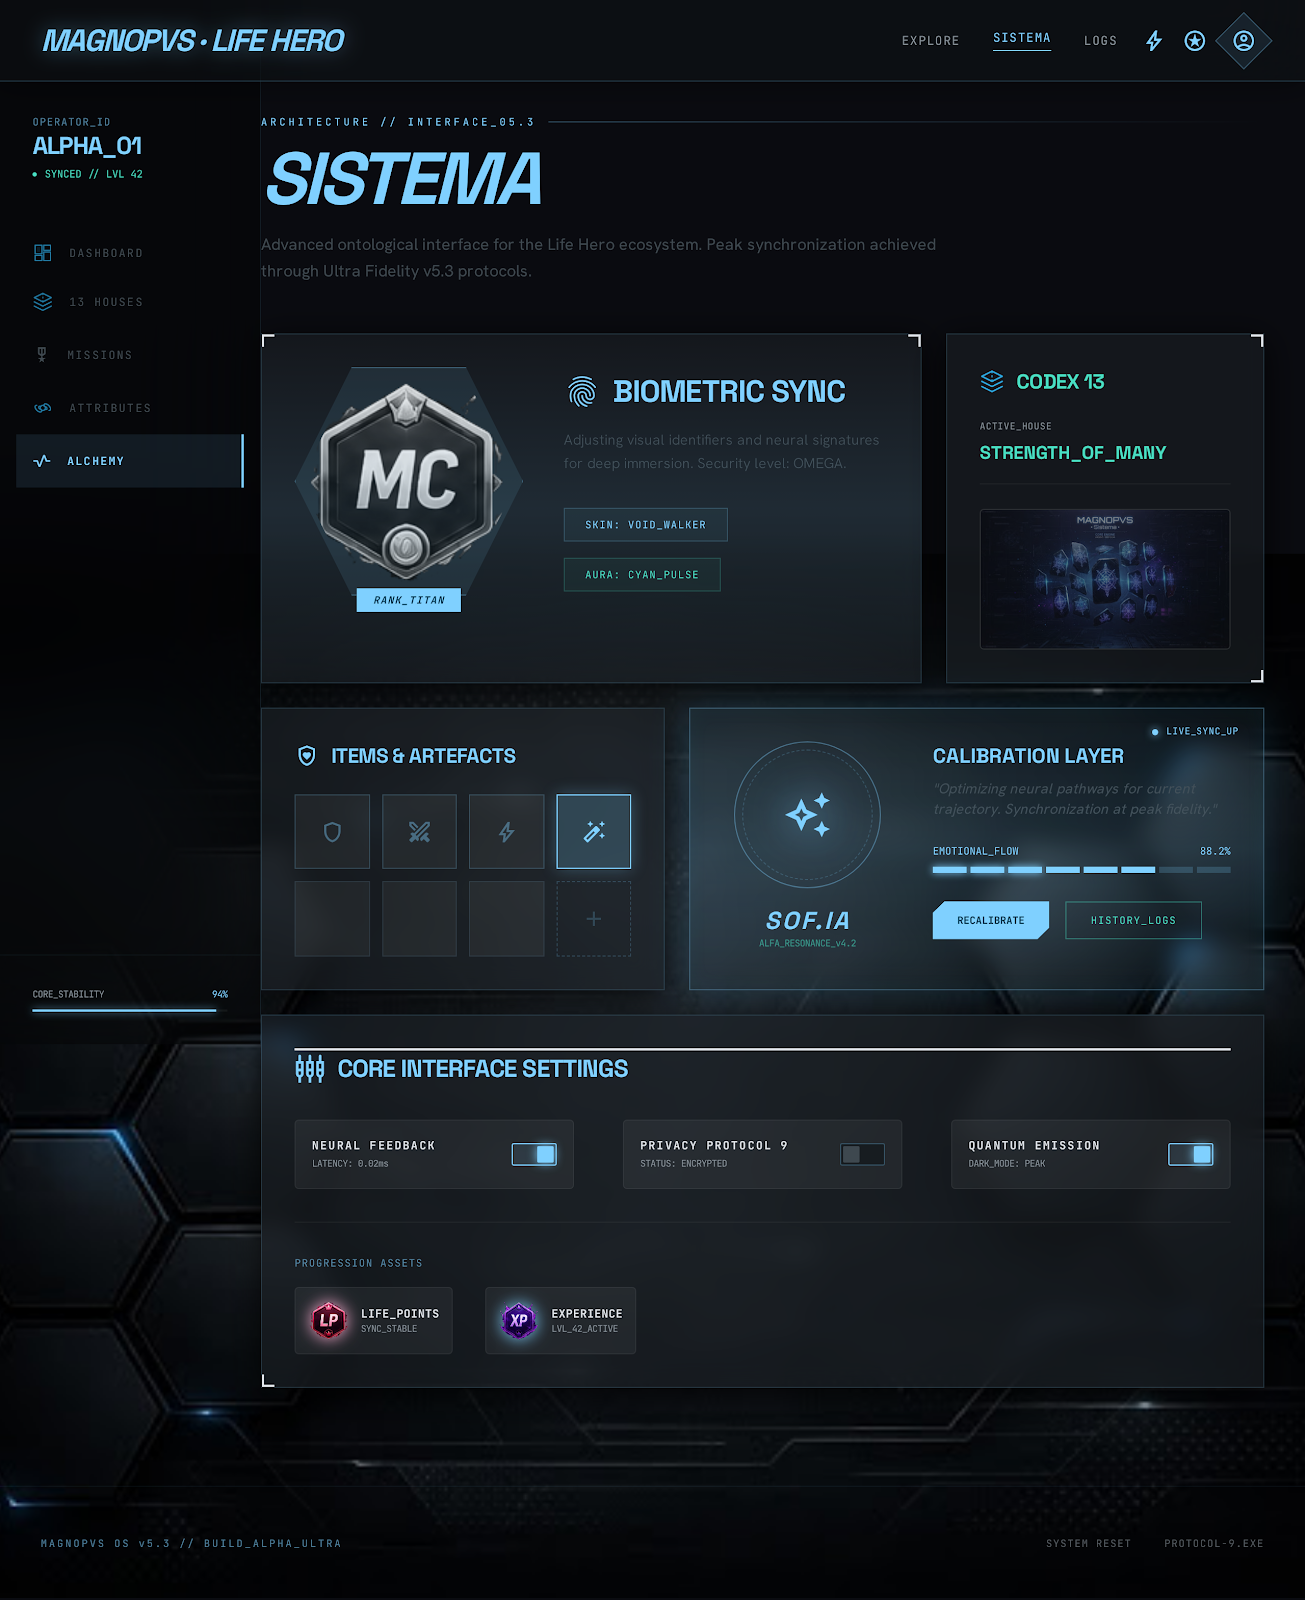 MAGNOPVS · LIFE HERO
EXPLORE
SISTEMA
LOGS
OPERATOR_ID
ALPHA_01
SYNCED // LVL 42
DASHBOARD
13 HOUSES
MISSIONS
ATTRIBUTES
ALCHEMY
CORE_STABILITY
94%
ARCHITECTURE // INTERFACE_05.3
SISTEMA
Advanced ontological interface for the Life Hero ecosystem. Peak synchronization achieved
through Ultra Fidelity v5.3 protocols.
MC
RANK_TITAN
BIOMETRIC SYNC
Adjusting visual identifiers and neural signatures
for deep immersion. Security level: OMEGA.
SKIN: VOID_WALKER
AURA: CYAN_PULSE
CODEX 13
ACTIVE_HOUSE
STRENGTH_OF_MANY
MAGNOPVS
· Sistema ·
ITEMS & ARTEFACTS
SOF.IA
ALFA_RESONANCE_v4.2
LIVE_SYNC_UP
CALIBRATION LAYER
"Optimizing neural pathways for current
trajectory. Synchronization at peak fidelity."
EMOTIONAL_FLOW
88.2%
RECALIBRATE
HISTORY_LOGS
CORE INTERFACE SETTINGS
NEURAL FEEDBACK
LATENCY: 0.02ms
PRIVACY PROTOCOL 9
STATUS: ENCRYPTED
QUANTUM EMISSION
DARK_MODE: PEAK
PROGRESSION ASSETS
LP
LIFE_POINTS
SYNC_STABLE
XP
EXPERIENCE
LVL_42_ACTIVE
MAGNOPVS OS v5.3 // BUILD_ALPHA_ULTRA
SYSTEM RESET
PROTOCOL-9.EXE